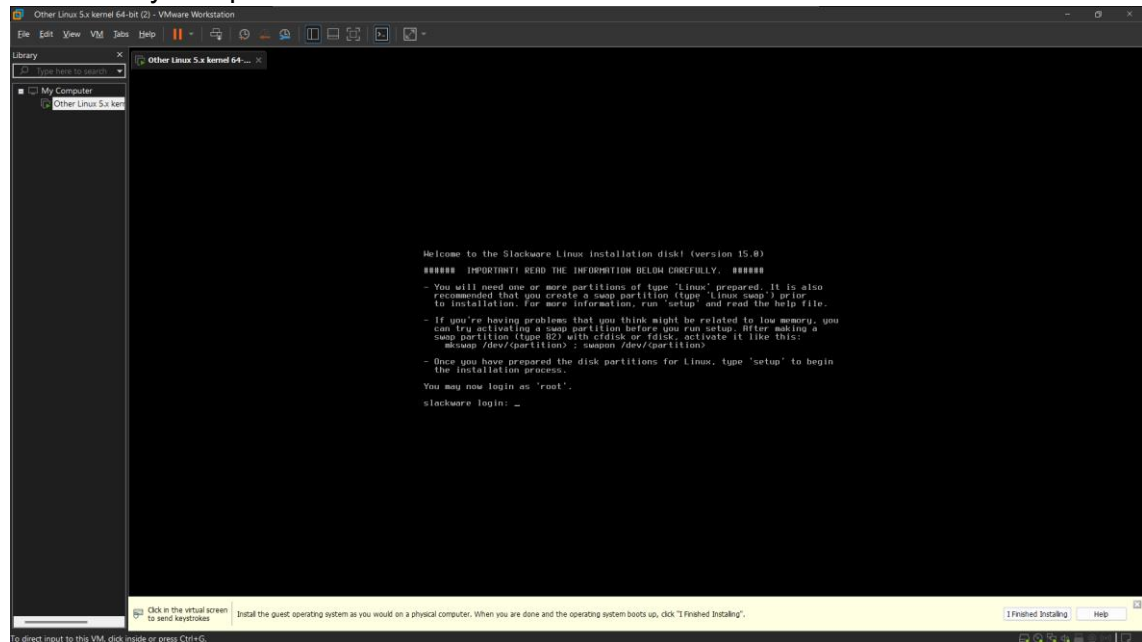 Other Linux 5.x kernel 64-bit (2) - VMware Workstation
File Edit View VM Tabs Help
Library
Type here to search
My Computer
Other Linux 5.x kern
Other Linux 5.x kernel 64-...
Welcome to the Slackware Linux installation disk! (version 15.0)
###### IMPORTANT! READ THE INFORMATION BELOW CAREFULLY. ######
- You will need one or more partitions of type 'Linux' prepared. It is also
recommended that you create a swap partition (type 'Linux swap') prior
to installation. For more information, run 'setup' and read the help file.
- If you're having problems that you think might be related to low memory, you
can try activating a swap partition before you run setup. After making a
swap partition (type 82) with cfdisk or fdisk, activate it like this:
mkswap /dev/<partition> ; swapon /dev/<partition>
- Once you have prepared the disk partitions for Linux, type 'setup' to begin
the installation process.
You may now login as 'root'.
slackware login: _
Click in the virtual screen
to send keystrokes
Install the guest operating system as you would on a physical computer. When you are done and the operating system boots up, click "I Finished Installing".
I Finished Installing
Help
To direct input to this VM, click inside or press Ctrl+G.